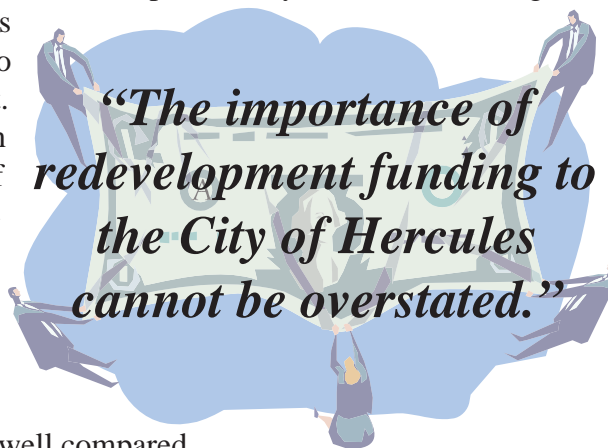 s
o
.
n
f
“The importance of
redevelopment funding to
the City of Hercules
cannot be overstated.”
A
well compared